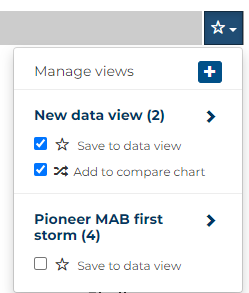 Manage views
New data view (2)
Save to data view
Add to compare chart
Pioneer MAB first
storm (4)
Save to data view